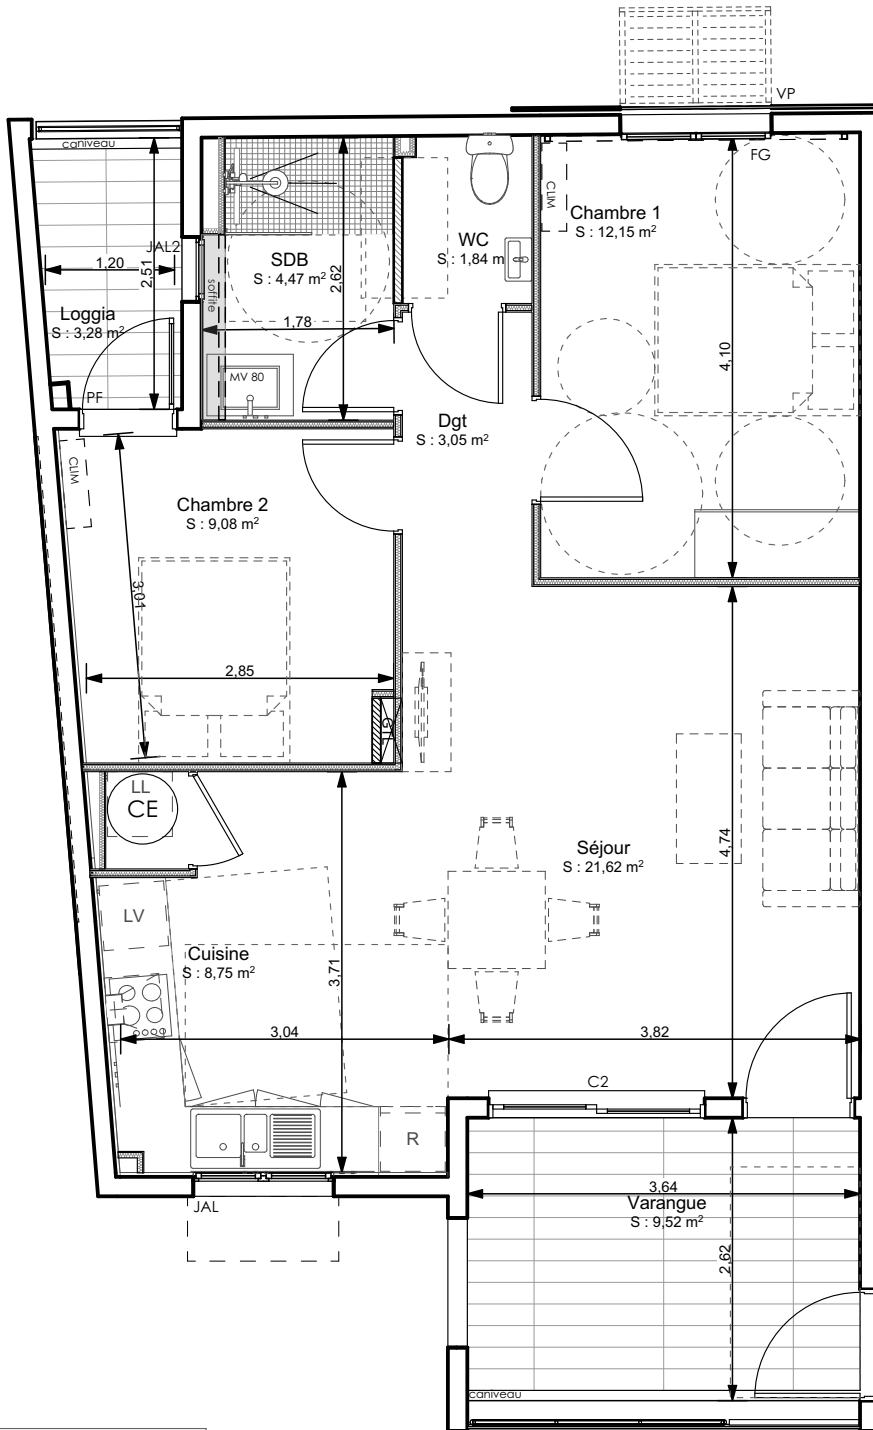 VP
caniveau
FG
CLIM
Chambre 1
S : 12,15 m²
WC
S : 1,84 m
SDB
S : 4,47 m²
JAL2
1,20
2,51
2,62
soffite
Loggia
S : 3,28 m²
1,78
4,10
MV 80
PF
Dgt
S : 3,05 m²
CLIM
Chambre 2
S : 9,08 m²
3,01
2,85
GTL
LL
CE
4,74
Séjour
S : 21,62 m²
LV
Cuisine
S : 8,75 m²
3,71
3,04
3,82
C2
R
JAL
3,64
Varangue
S : 9,52 m²
2,62
caniveau